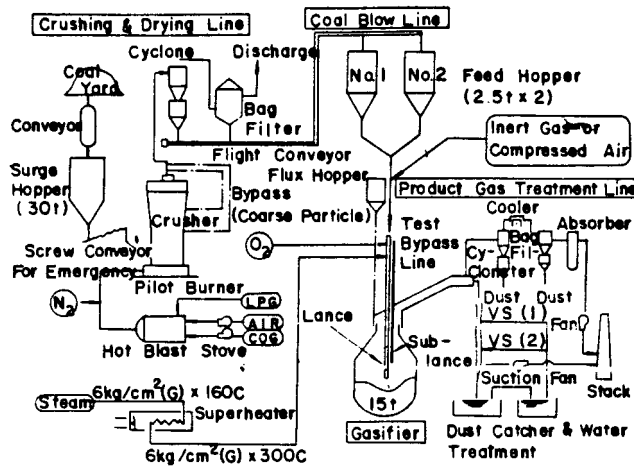 Crushing & Drying Line
Coal Blow Line
Cyclone
Discharge
Coal
Yard
No.1
No.2
Feed Hopper
(2.5t x 2)
Bag
Filter
Conveyor
Inert Gas or
Compressed Air
Flight Conveyor
Surge
Hopper
(30t)
Flux Hopper
Bypass
(Coarse Particle)
Crusher
Product Gas Treatment Line
Cooler
Test
Bypass
Line
Bag
Fil-
ter
Absorber
Cy-
Clone
Screw Conveyor
For Emergency
O2
Pilot Burner
N2
LPG
AIR
COG
Hot Blast Stove
Dust
Dust
VS (1)
VS (2)
Fan
Lance
Sub-
lance
Suction Fan
Stack
6kg/cm2(G) x 160C
Steam
Superheater
15t
6kg/cm2(G) x 300C
Gasifier
Dust Catcher & Water
Treatment